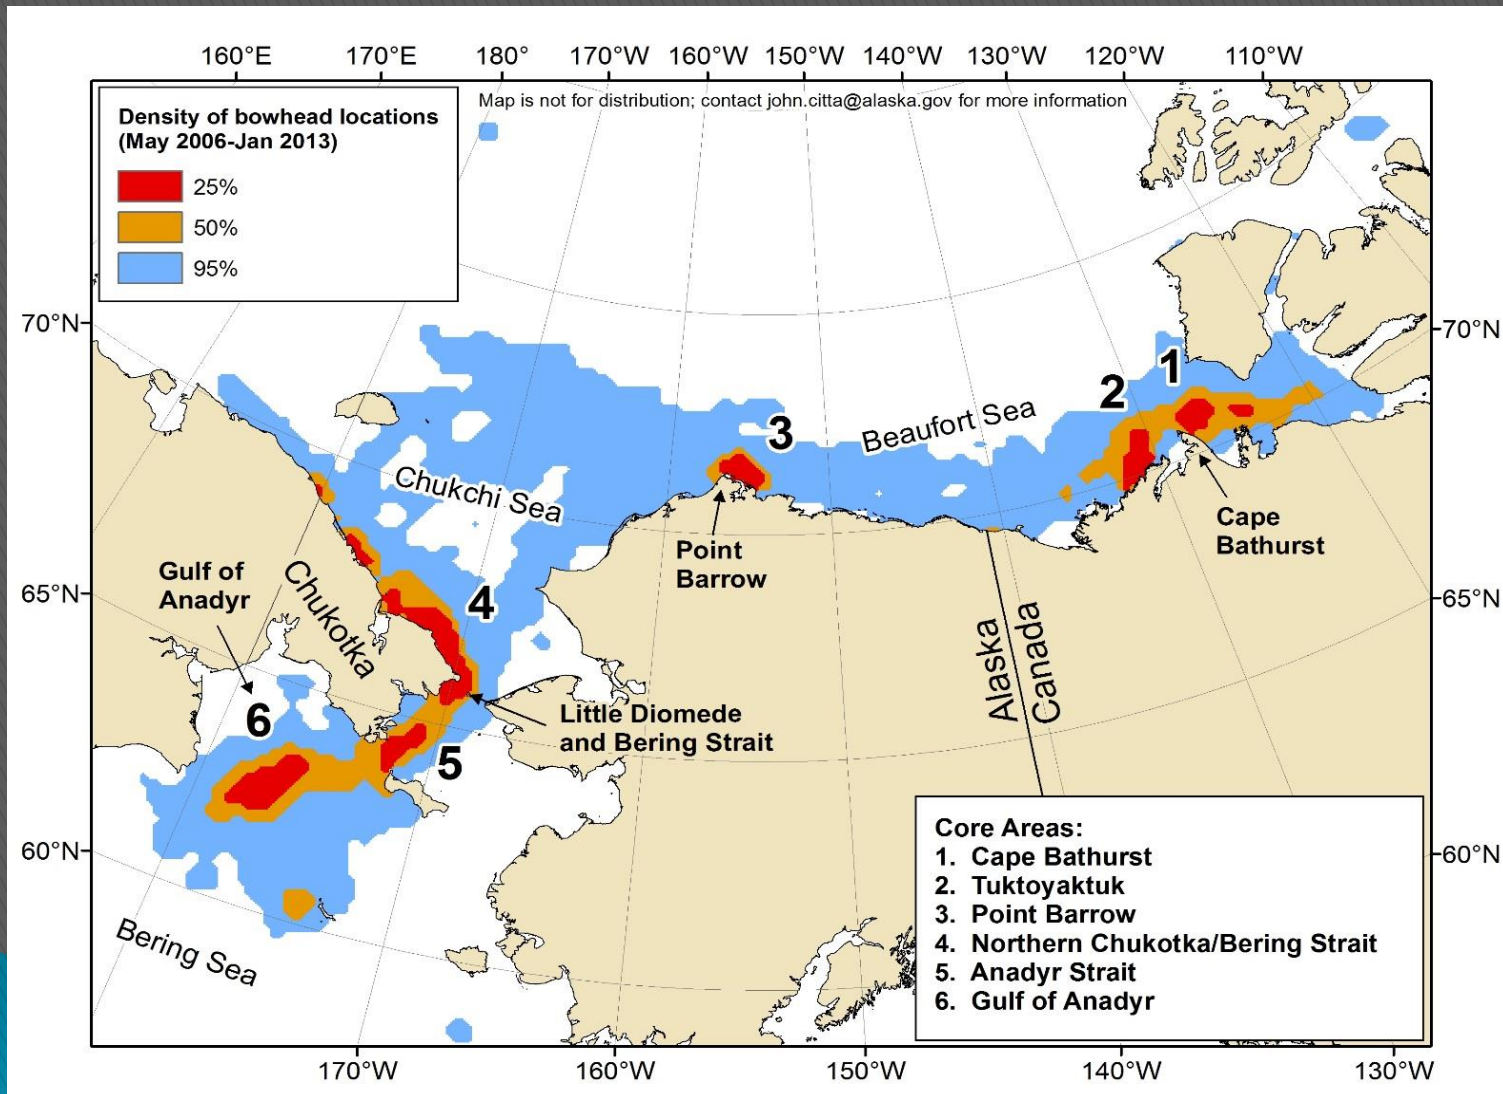 160°E 170°E 180° 170°W 160°W 150°W 140°W 130°W 120°W 110°W
Map is not for distribution; contact john.citta@alaska.gov for more information
Density of bowhead locations
(May 2006-Jan 2013)
25%
50%
95%
70°N
70°N
1
2
3
Beaufort Sea
Chukchi Sea
Cape
Bathurst
Point
Barrow
Gulf of
Anadyr
Chukotka
4
65°N
65°N
Alaska
Canada
6
Little Diomede
and Bering Strait
5
60°N
60°N
Bering Sea
Core Areas:
1. Cape Bathurst
2. Tuktoyaktuk
3. Point Barrow
4. Northern Chukotka/Bering Strait
5. Anadyr Strait
6. Gulf of Anadyr
170°W 160°W 150°W 140°W 130°W